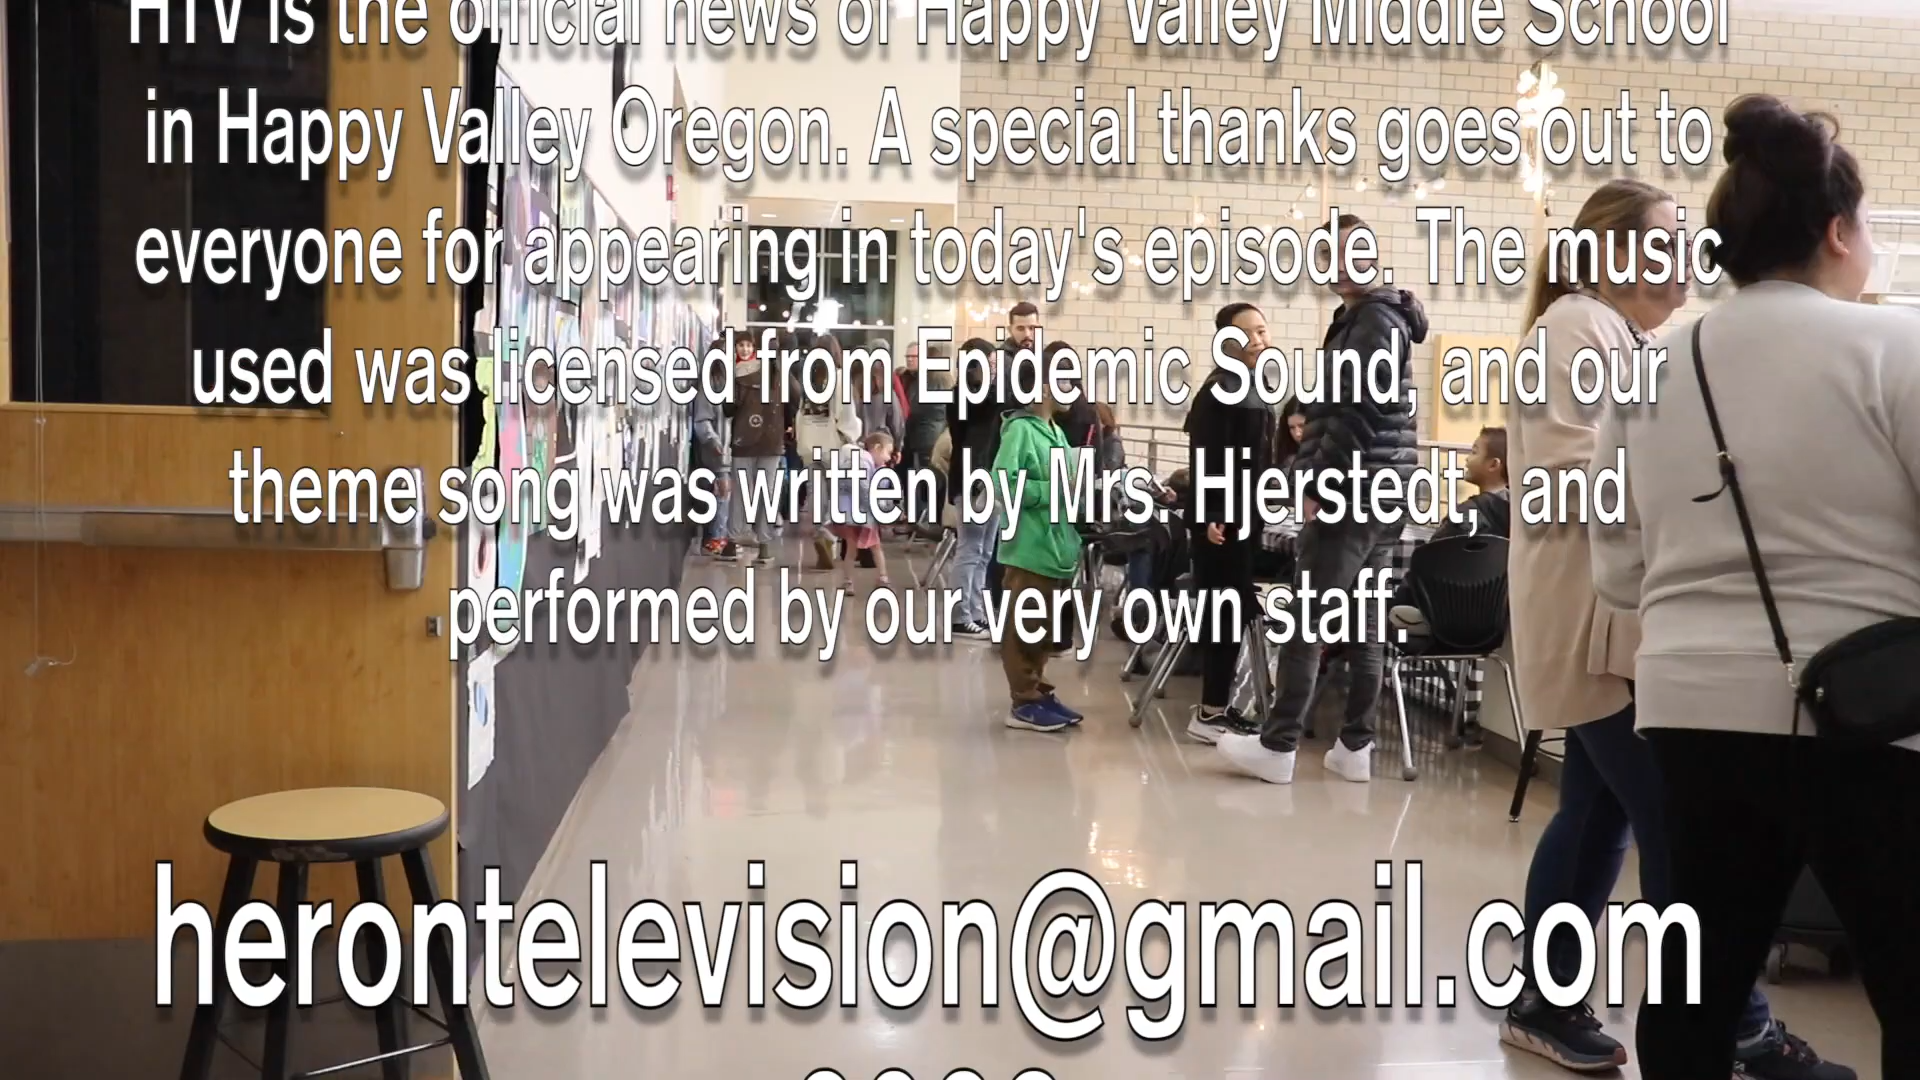 HTV is the official news of Happy Valley Middle School
in Happy Valley Oregon. A special thanks goes out to
everyone for appearing in today's episode. The music
used was licensed from Epidemic Sound, and our
theme song was written by Mrs. Hjerstedt,  and
performed by our very own staff.
herontelevision@gmail.com